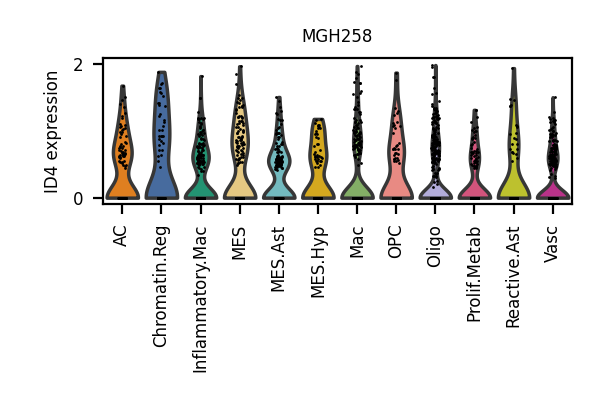 MGH258
ID4 expression
2
0
AC
Chromatin.Reg
Inflammatory.Mac
MES
MES.Ast
MES.Hyp
Mac
OPC
Oligo
Prolif.Metab
Reactive.Ast
Vasc